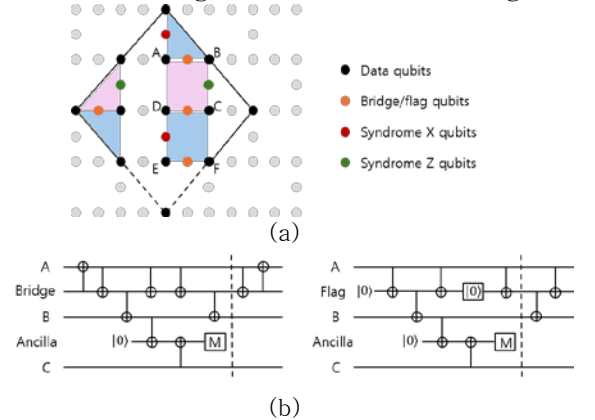 A B
D C
E F
Data qubits
Bridge/flag qubits
Syndrome X qubits
Syndrome Z qubits
(a)
A A
Bridge Flag |0⟩ |0⟩
B B
Ancilla |0⟩ M Ancilla |0⟩ M
C C
(b)